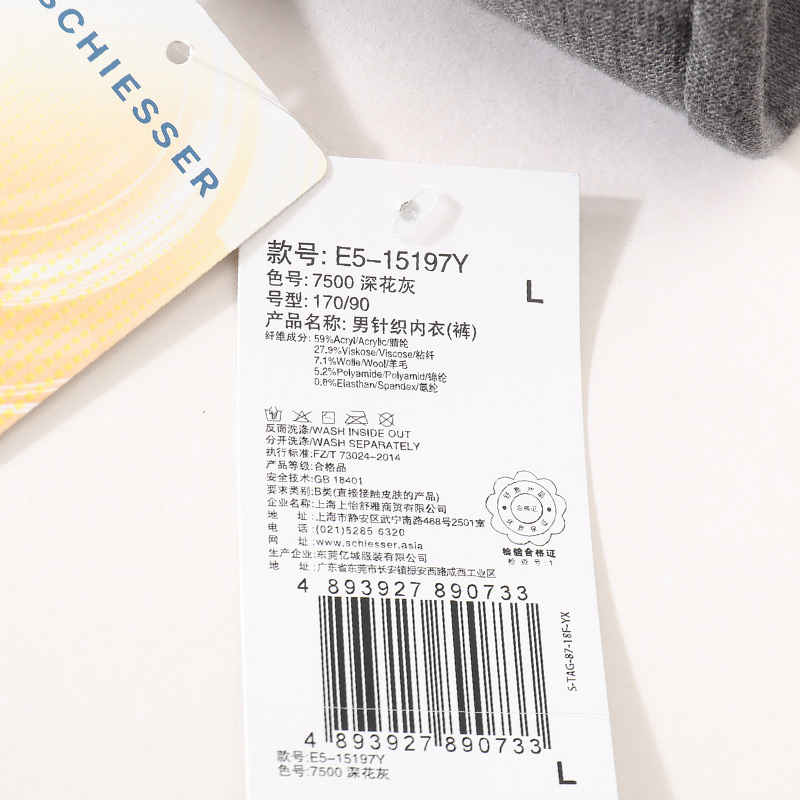 SCHIESSER
款号: E5-15197Y
色号: 7500 深花灰
L
号型: 170/90
产品名称: 男针织内衣(裤)
纤维成分: 59%Acryl/Acrylic/腈纶
27.9%Viskose/Viscose/粘纤
7.1%Wolle/Wool/羊毛
5.2%Polyamide/Polyamid/锦纶
0.8%Elasthan/Spandex/氨纶
反面洗涤/WASH INSIDE OUT
分开洗涤/WASH SEPARATELY
执行标准:FZ/T 73024-2014
产品等级:合格品
安全技术:GB 18401
要求类别:B类(直接接触皮肤的产品)
企业名称:上海上怡舒雅商贸有限公司
地 址:上海市静安区武宁南路468号2501室
电 话:(021)5285 6320
网 址:www.schiesser.asia
生产企业:东莞亿城服装有限公司
地 址:广东省东莞市长安镇振安西路咸西工业区
合格证
检验合格证
检查号:1
4 893927 890733
S-TAG-87-18F-YX
4 893927 890733
款号:E5-15197Y
色号:7500 深花灰
L